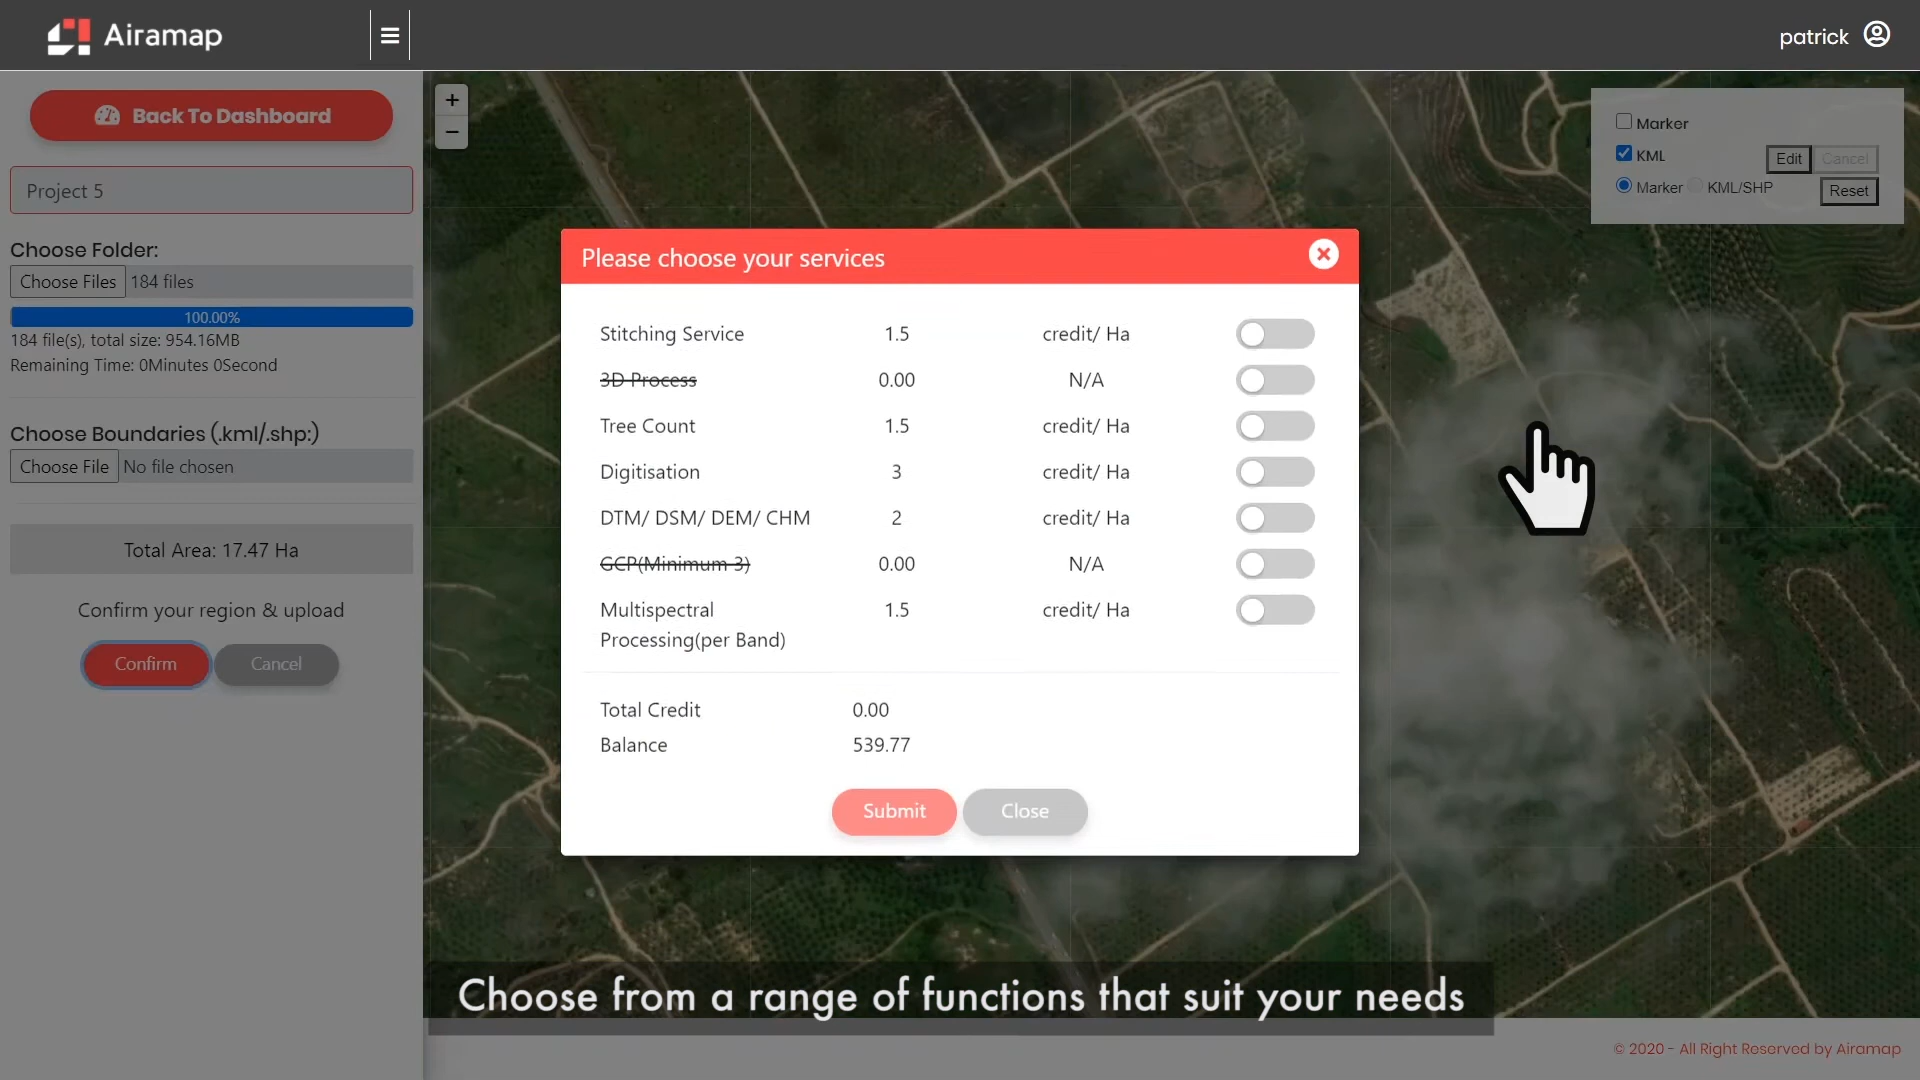 Airamap
patrick
Back To Dashboard
Project 5
Choose Folder:
Choose Files 184 files
100.00%
184 file(s), total size: 954.16MB
Remaining Time: 0Minutes 0Second
Choose Boundaries (.kml/.shp:)
Choose File No file chosen
Total Area: 17.47 Ha
Confirm your region & upload
Confirm Cancel
+
−
Marker
KML
Edit Cancel
Marker KML/SHP
Reset
Please choose your services
Stitching Service 1.5 credit/ Ha
3D Process 0.00 N/A
Tree Count 1.5 credit/ Ha
Digitisation 3 credit/ Ha
DTM/ DSM/ DEM/ CHM 2 credit/ Ha
GCP(Minimum 3) 0.00 N/A
Multispectral 1.5 credit/ Ha
Processing(per Band)
Total Credit 0.00
Balance 539.77
Submit Close
Choose from a range of functions that suit your needs
© 2020 - All Right Reserved by Airamap